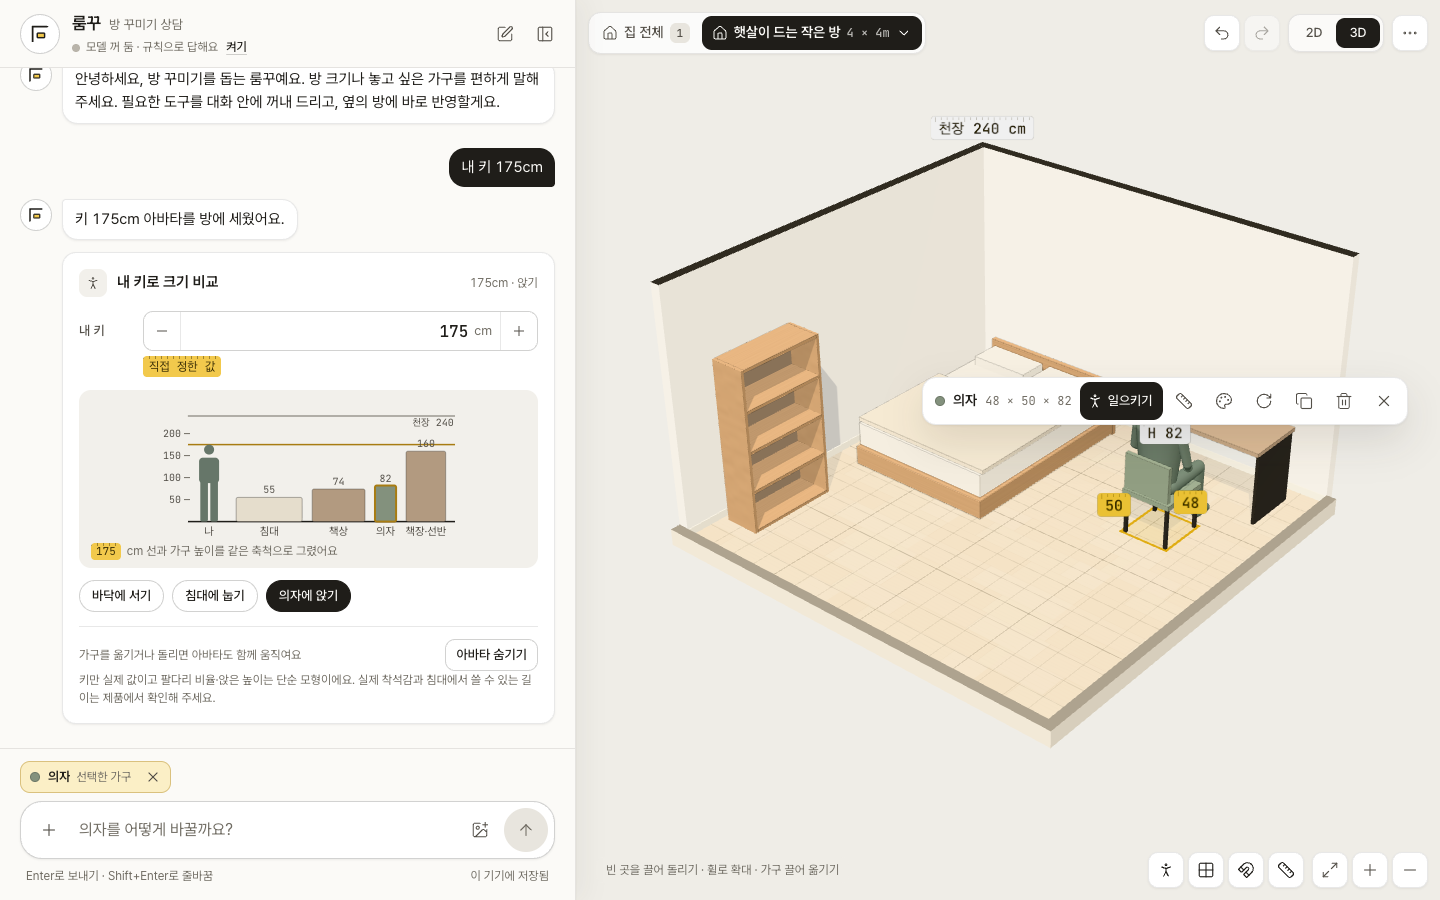 룸꾸 방 꾸미기 상담
모델 꺼 둠 · 규칙으로 답해요 켜기
안녕하세요, 방 꾸미기를 돕는 룸꾸예요. 방 크기나 놓고 싶은 가구를 편하게 말해
주세요. 필요한 도구를 대화 안에 꺼내 드리고, 옆의 방에 바로 반영할게요.
내 키 175cm
키 175cm 아바타를 방에 세웠어요.
내 키로 크기 비교
175cm · 앉기
내 키
175 cm
직접 정한 값
천장 240
200
150
100
50
55
74
82
160
나
침대
책상
의자
책장·선반
175 cm 선과 가구 높이를 같은 축척으로 그렸어요
바닥에 서기
침대에 눕기
의자에 앉기
가구를 옮기거나 돌리면 아바타도 함께 움직여요
아바타 숨기기
키만 실제 값이고 팔다리 비율·앉은 높이는 단순 모형이에요. 실제 착석감과 침대에서 쓸 수 있는 길
이는 제품에서 확인해 주세요.
의자 선택한 가구
의자를 어떻게 바꿀까요?
Enter로 보내기 · Shift+Enter로 줄바꿈
이 기기에 저장됨
집 전체 1
햇살이 드는 작은 방 4 × 4m
2D
3D
천장 240 cm
의자 48 × 50 × 82
일으키기
H 82
50
48
빈 곳을 끌어 돌리기 · 휠로 확대 · 가구 끌어 옮기기